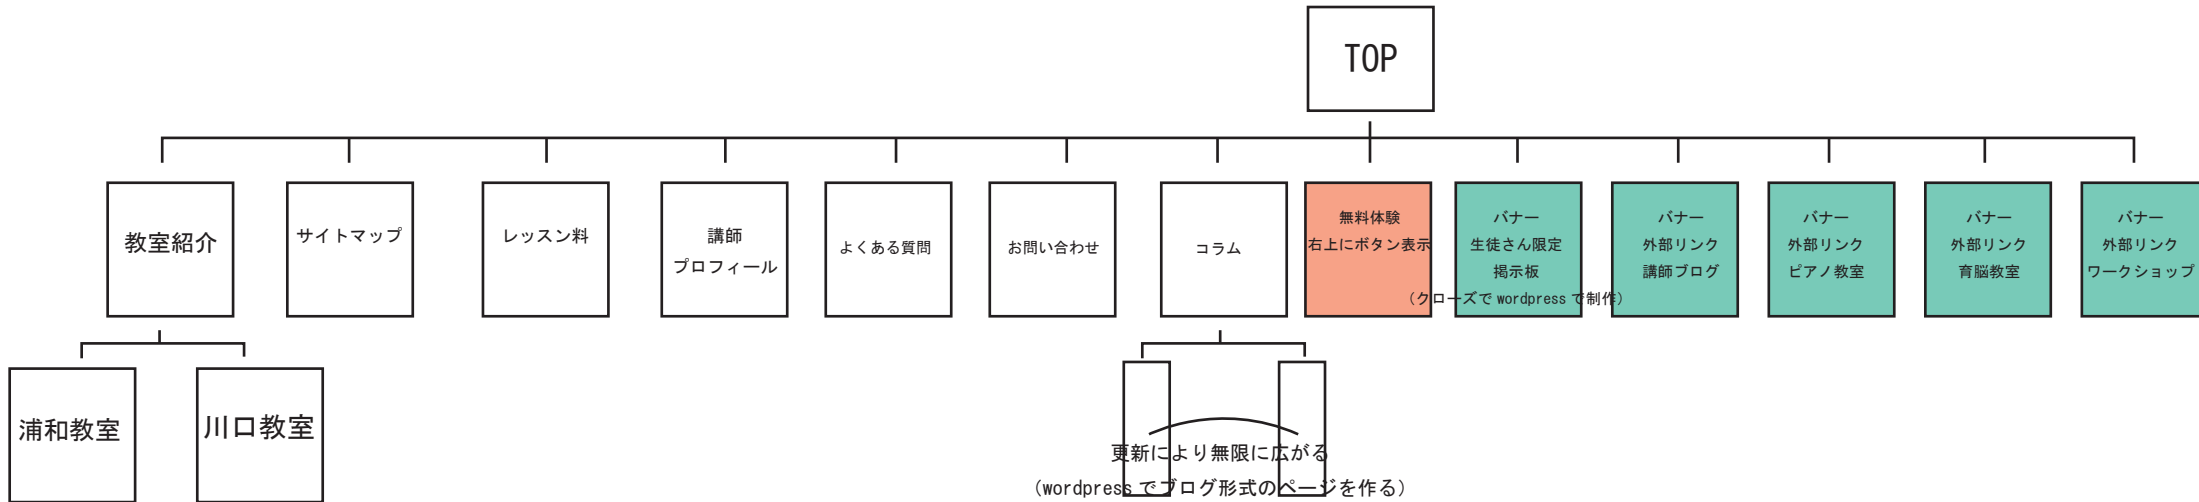 TOP
教室紹介
サイトマップ
レッスン料
講師
プロフィール
よくある質問
お問い合わせ
コラム
無料体験
右上にボタン表示
バナー
生徒さん限定
掲示板
（クローズで wordpress で制作）
バナー
外部リンク
講師ブログ
バナー
外部リンク
ピアノ教室
バナー
外部リンク
育脳教室
バナー
外部リンク
ワークショップ
浦和教室
川口教室
更新により無限に広がる
（wordpress でブログ形式のページを作る）